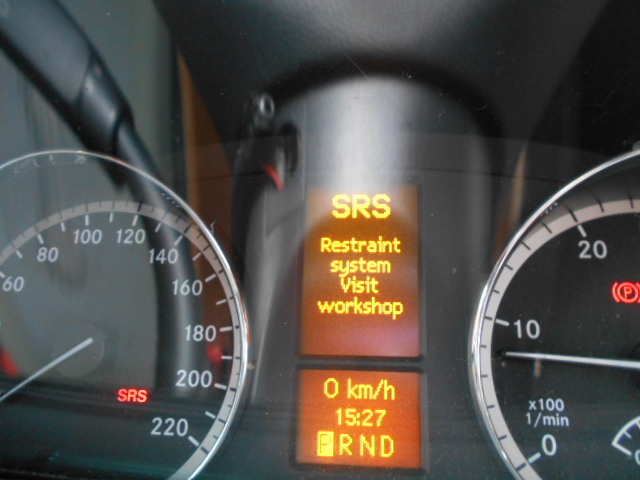 SRS
Restraint
system
Visit
workshop
0 km/h
15:27
P R N D
60
80
100
120
140
160
180
200
220
SRS
20
10
0
x100
1/min
(P)